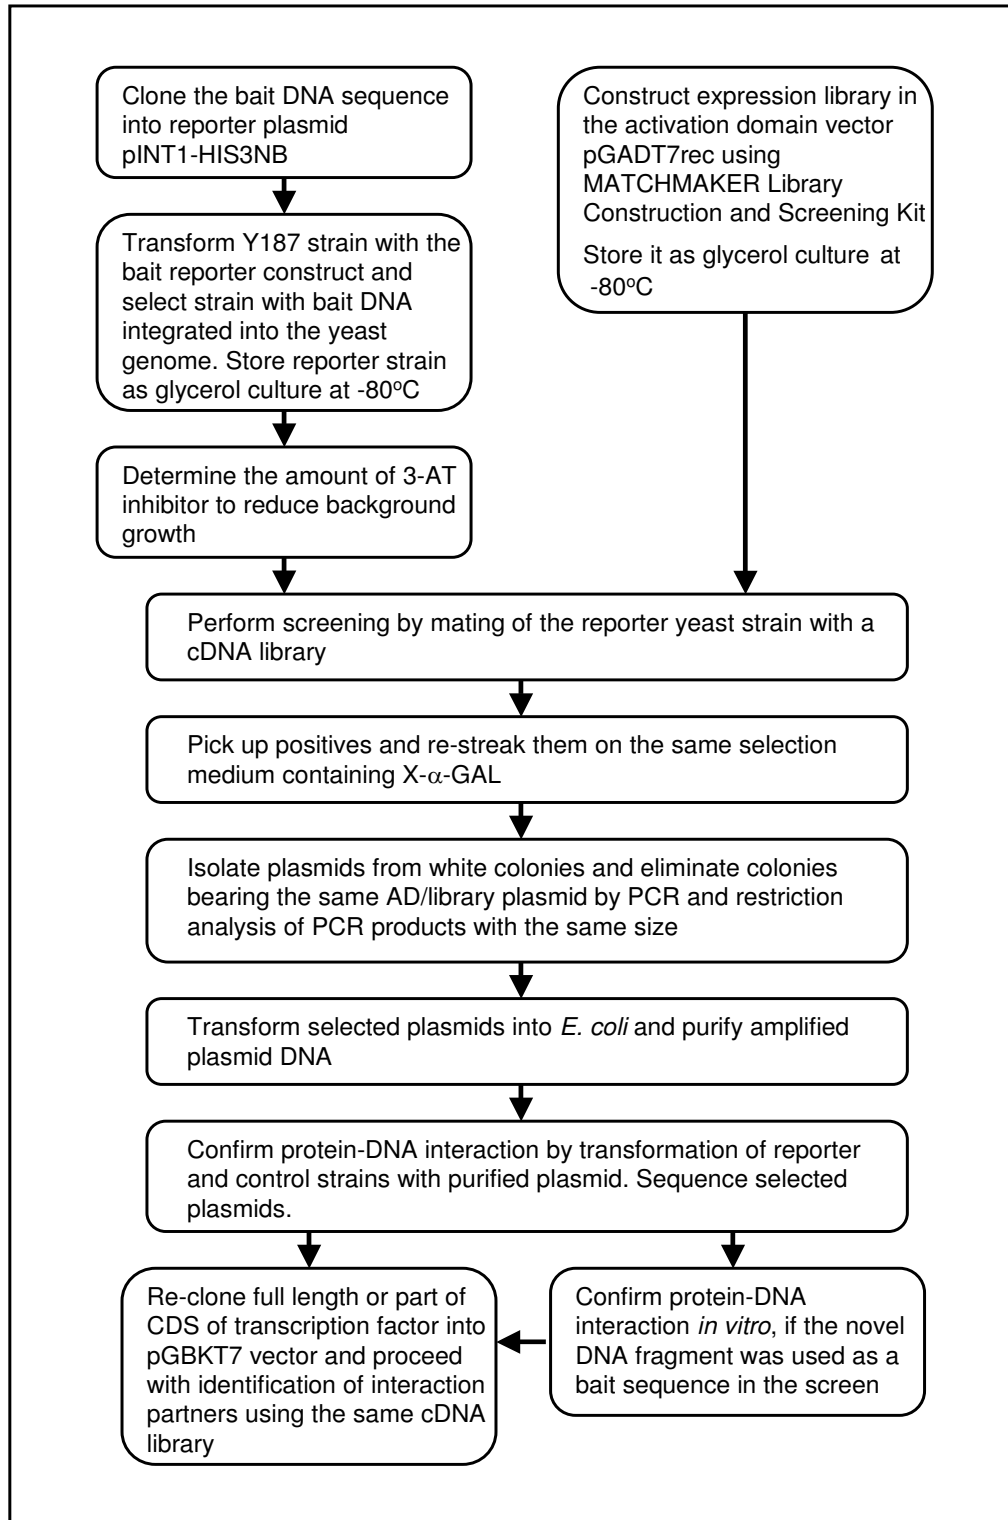 Clone the bait DNA sequence
into reporter plasmid
pINT1-HIS3NB
Transform Y187 strain with the
bait reporter construct and
select strain with bait DNA
integrated into the yeast
genome. Store reporter strain
as glycerol culture at -80ºC
Determine the amount of 3-AT
inhibitor to reduce background
growth
Construct expression library in
the activation domain vector
pGADT7rec using
MATCHMAKER Library
Construction and Screening Kit
Store it as glycerol culture at
-80ºC
Perform screening by mating of the reporter yeast strain with a
cDNA library
Pick up positives and re-streak them on the same selection
medium containing X-α-GAL
Isolate plasmids from white colonies and eliminate colonies
bearing the same AD/library plasmid by PCR and restriction
analysis of PCR products with the same size
Transform selected plasmids into E. coli and purify amplified
plasmid DNA
Confirm protein-DNA interaction by transformation of reporter
and control strains with purified plasmid. Sequence selected
plasmids.
Re-clone full length or part of
CDS of transcription factor into
pGBKT7 vector and proceed
with identification of interaction
partners using the same cDNA
library
Confirm protein-DNA
interaction in vitro, if the novel
DNA fragment was used as a
bait sequence in the screen